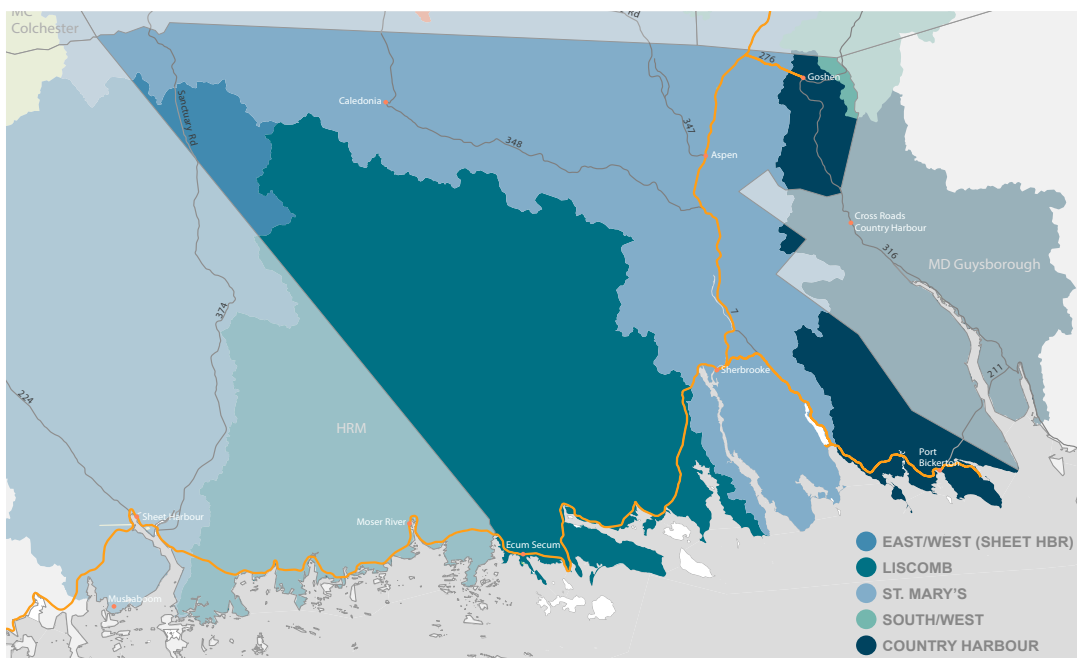 MC
Colchester
Rd
276
Goshen
Sanctuary Rd
Caledonia
347
348
Aspen
Cross Roads
Country Harbour
316
MD Guysborough
374
7
Sherbrooke
211
224
HRM
Port
Bickerton
Sheet Harbour
Moser River
Ecum Secum
Mushaboom
EAST/WEST (SHEET HBR)
LISCOMB
ST. MARY'S
SOUTH/WEST
COUNTRY HARBOUR